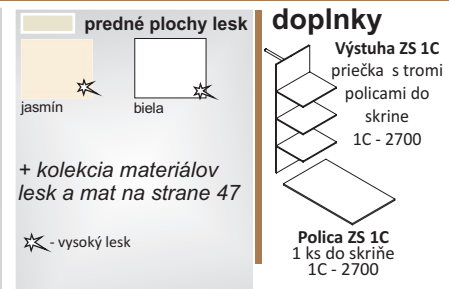 predné plochy lesk
jasmín
biela
+ kolekcia materiálov
lesk a mat na strane 47
- vysoký lesk
doplnky
Výstuha ZS 1C
priečka s tromi
policami do
skrine
1C - 2700
Polica ZS 1C
1 ks do skriňe
1C - 2700